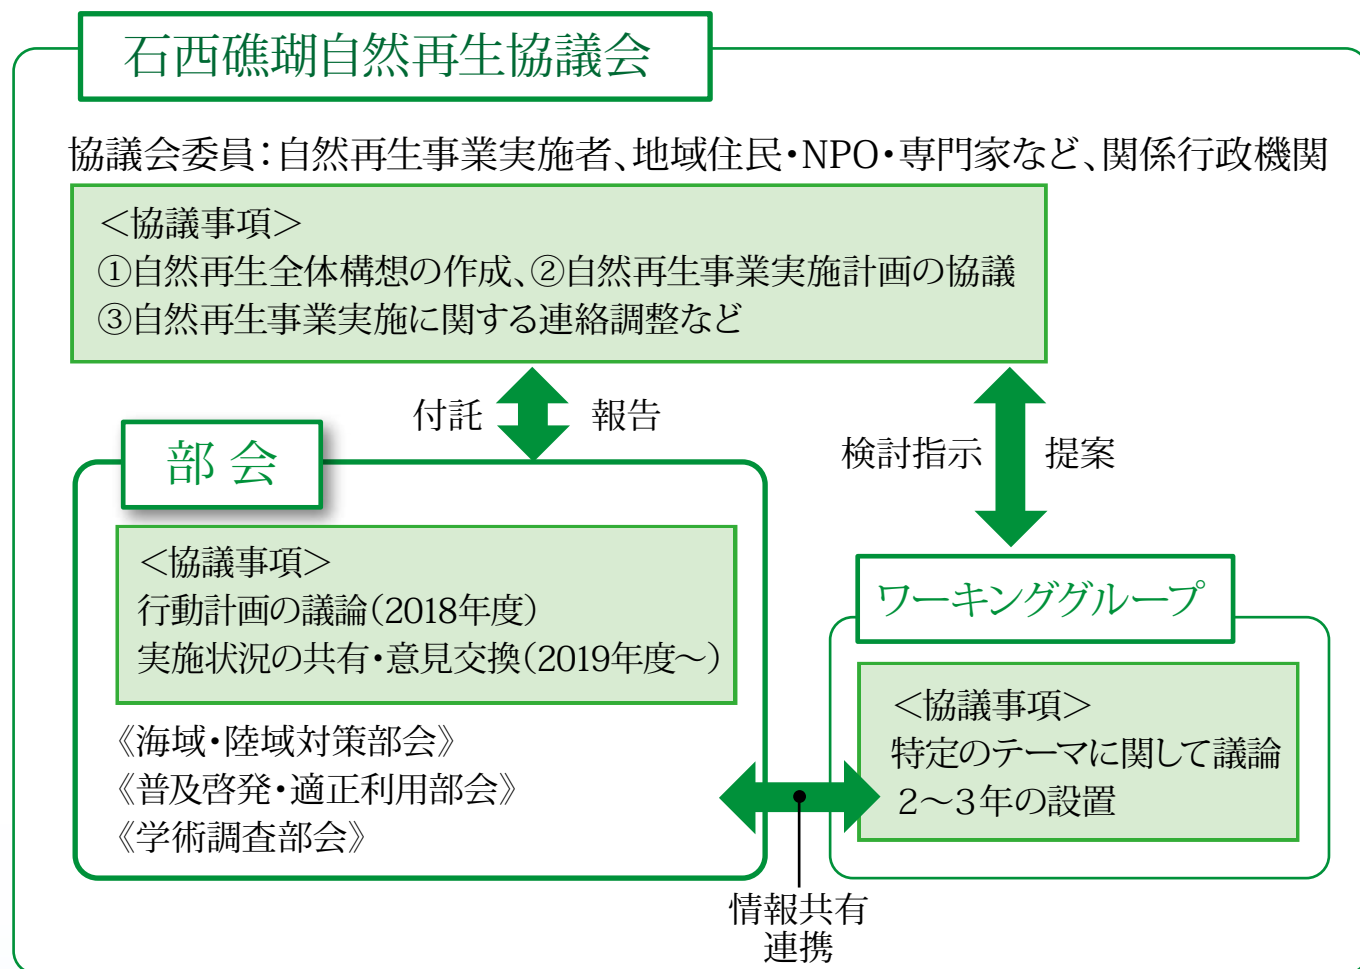 石西礁瑚自然再生協議会
協議会委員：自然再生事業実施者、地域住民・NPO・専門家など、関係行政機関
＜協議事項＞
①自然再生全体構想の作成、②自然再生事業実施計画の協議
③自然再生事業実施に関する連絡調整など
付託
報告
検討指示
提案
部会
＜協議事項＞
行動計画の議論（2018年度）
実施状況の共有・意見交換（2019年度～）
《海域・陸域対策部会》
《普及啓発・適正利用部会》
《学術調査部会》
ワーキンググループ
＜協議事項＞
特定のテーマに関して議論
2～3年の設置
情報共有
連携